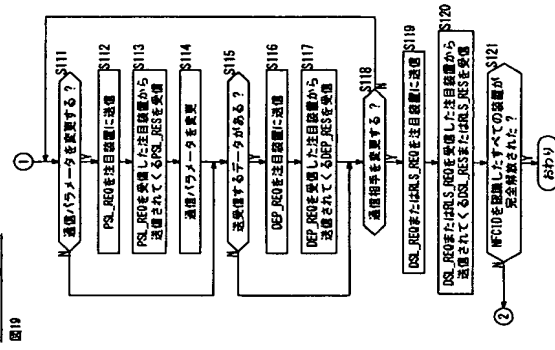 図19
①
通信パラメータを変更する？
S111
N
Y
PSL_REQを注目装置に送信
S112
PSL_REQを受信した注目装置から
送信されてくるPSL_RESを受信
S113
通信パラメータを変更
S114
送受信するデータがある？
S115
N
Y
DEP_REQを注目装置に送信
S116
DEP_REQを受信した注目装置から
送信されてくるDEP_RESを受信
S117
通信相手を変更する？
S118
N
Y
DSL_REQまたはRLS_REQを注目装置に送信
S119
DSL_REQまたはRLS_REQを受信した注目装置から
送信されてくるDSL_RESまたはRLS_RESを受信
S120
NFCIDを認識したすべての装置が
完全解放された？
S121
N
Y
②
おわり